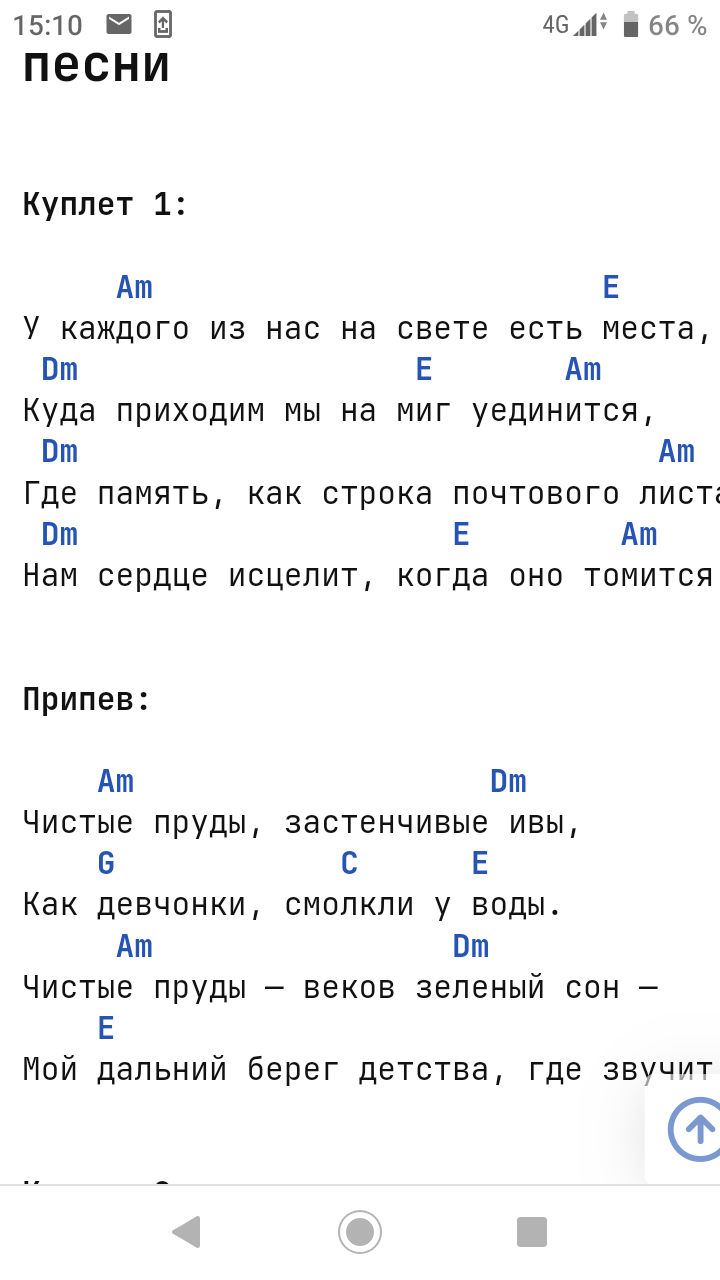 15:10 4G 66 %
песни
Куплет 1:
Am E
У каждого из нас на свете есть места,
Dm E Am
Куда приходим мы на миг уединится,
Dm Am
Где память, как строка почтового листа
Dm E Am
Нам сердце исцелит, когда оно томится
Припев:
Am Dm
Чистые пруды, застенчивые ивы,
G C E
Как девчонки, смолкли у воды.
Am Dm
Чистые пруды – веков зеленый сон –
E
Мой дальний берег детства, где звучит